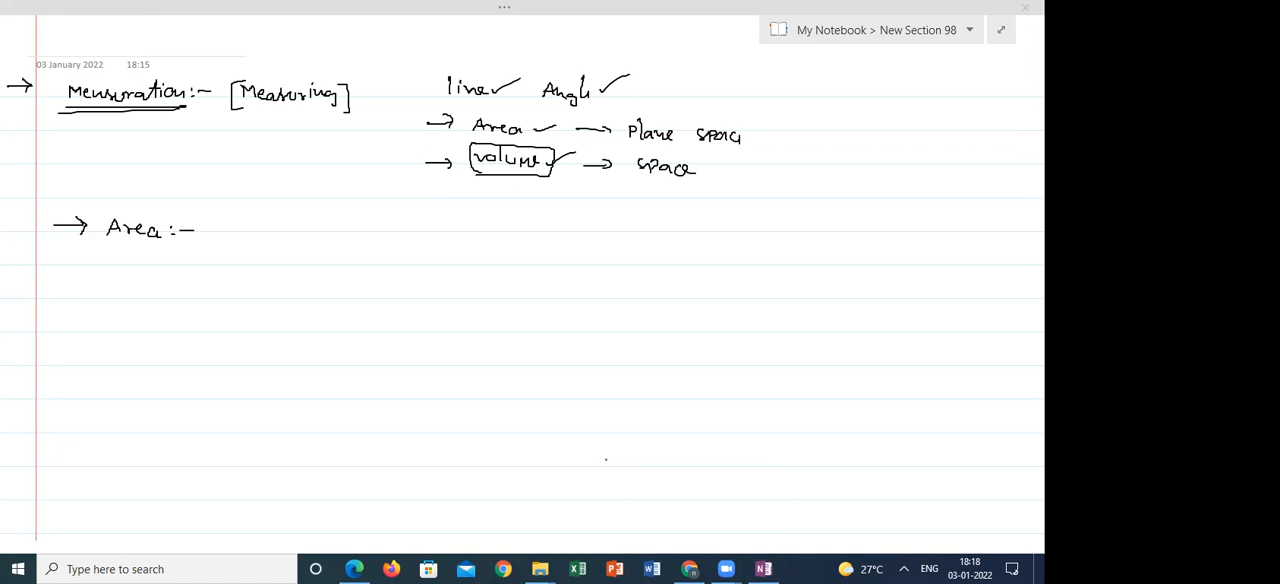 My Notebook > New Section 98
03 January 2022 18:15
→ Mensuration:- [Measuring]
line✓ Angle✓
→ Area ✓ → Plane space
→ volume ✓ → space
→ Area:-
Type here to search
27°C
ENG
18:18
03-01-2022